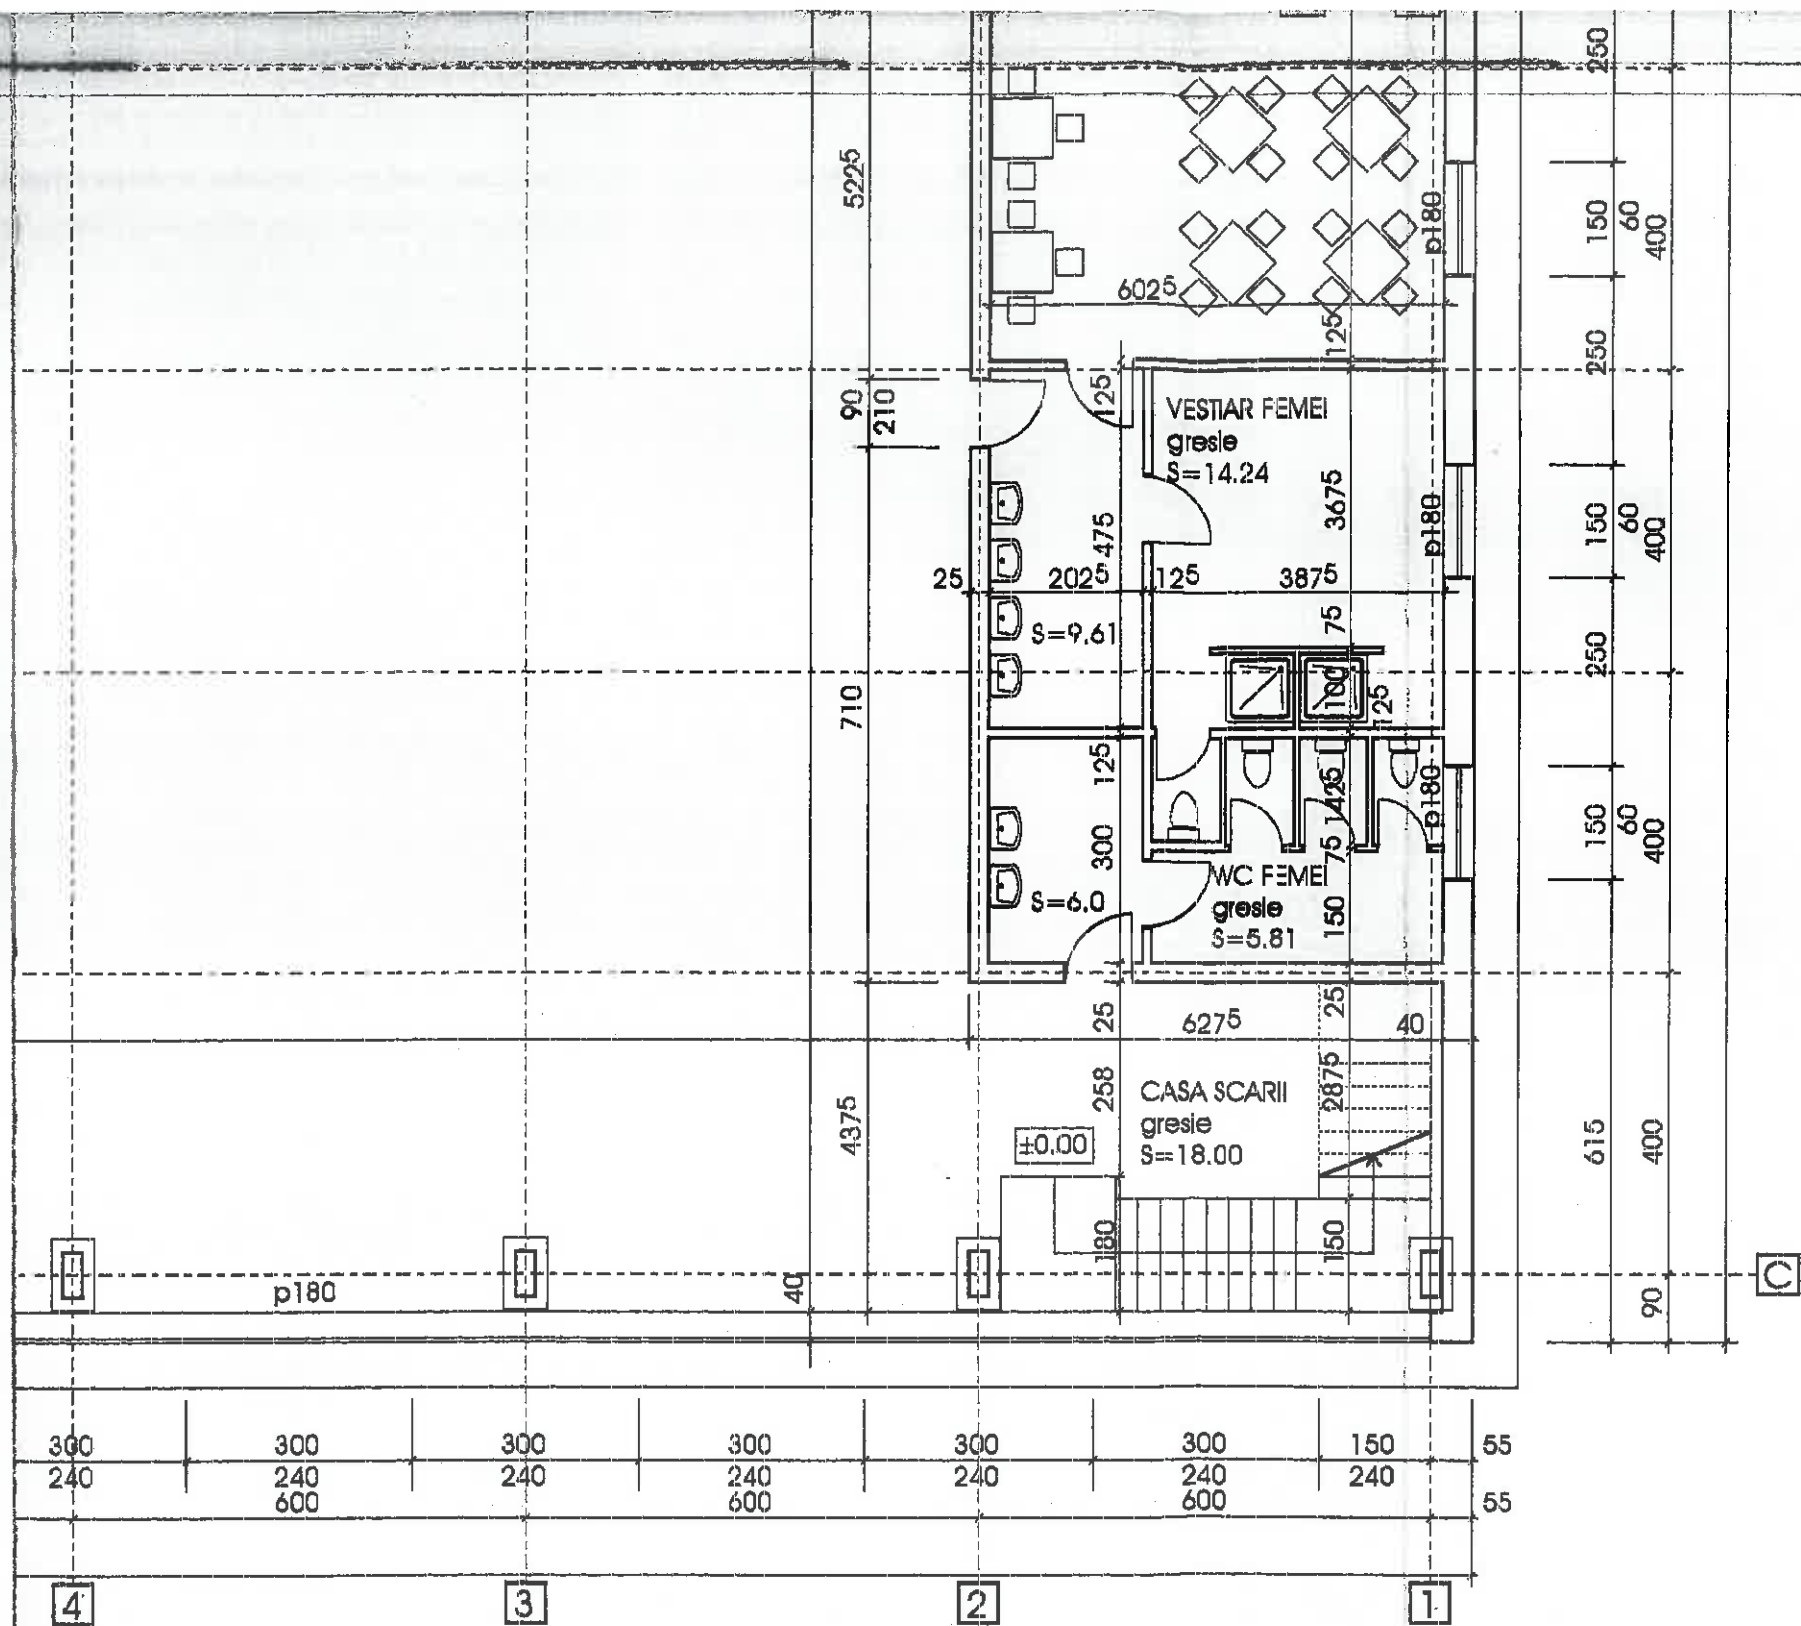 250
5225
150
60
400
p180
6025
125
250
90
210
125
VESTIAR FEMEI
gresie
S=14.24
3675
475
p180
150
60
400
25
2025
125
3875
75
S=9.61
250
710
100
125
125
1425
p180
150
60
400
300
75
WC FEMEI
gresie
S=5.81
150
S=6.0
25
6275
25
40
258
CASA SCARII
gresie
S=18.00
2875
±0.00
4375
615
400
180
150
p180
40
C
90
300 300 300 300 300 300 150 55
240 240 240 240 240 240 240
600 600 600 55
4 3 2 1